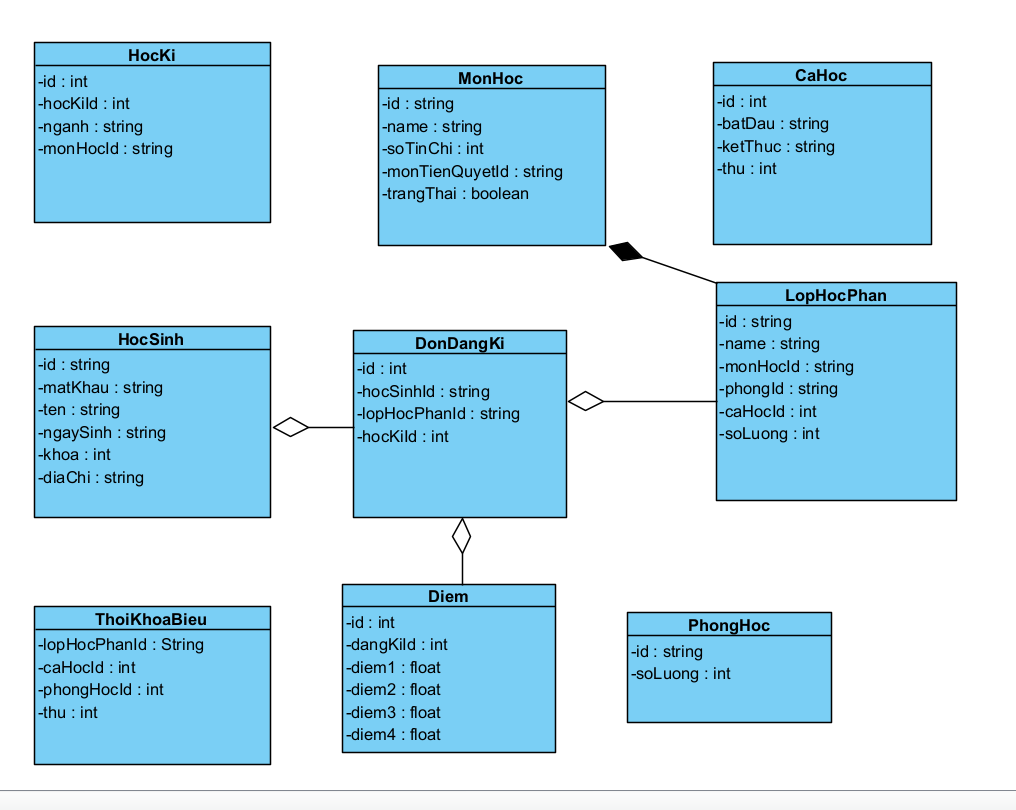 HocKi
-id : int
-hocKiId : int
-nganh : string
-monHocId : string
MonHoc
-id : string
-name : string
-soTinChi : int
-monTienQuyetId : string
-trangThai : boolean
CaHoc
-id : int
-batDau : string
-ketThuc : string
-thu : int
HocSinh
-id : string
-matKhau : string
-ten : string
-ngaySinh : string
-khoa : int
-diaChi : string
DonDangKi
-id : int
-hocSinhId : string
-lopHocPhanId : string
-hocKiId : int
LopHocPhan
-id : string
-name : string
-monHocId : string
-phongId : string
-caHocId : int
-soLuong : int
ThoiKhoaBieu
-lopHocPhanId : String
-caHocId : int
-phongHocId : int
-thu : int
Diem
-id : int
-dangKiId : int
-diem1 : float
-diem2 : float
-diem3 : float
-diem4 : float
PhongHoc
-id : string
-soLuong : int